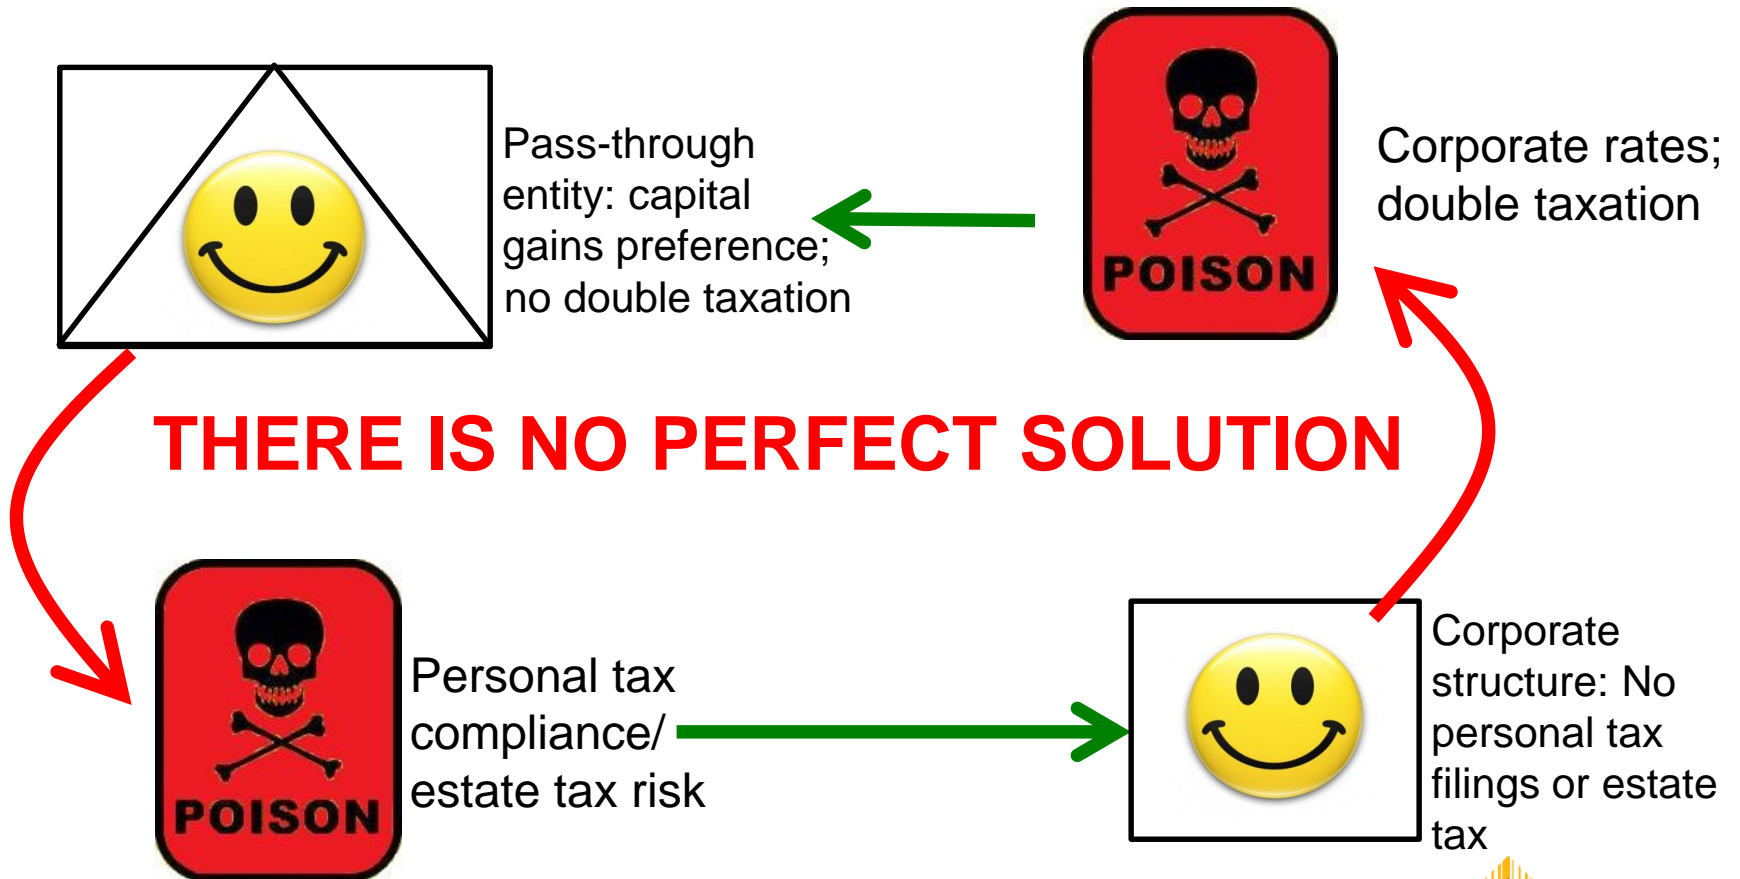 Pass-through
entity: capital
gains preference;
no double taxation
POISON
Corporate rates;
double taxation
THERE IS NO PERFECT SOLUTION
POISON
Personal tax
compliance/
estate tax risk
Corporate
structure: No
personal tax
filings or estate
tax